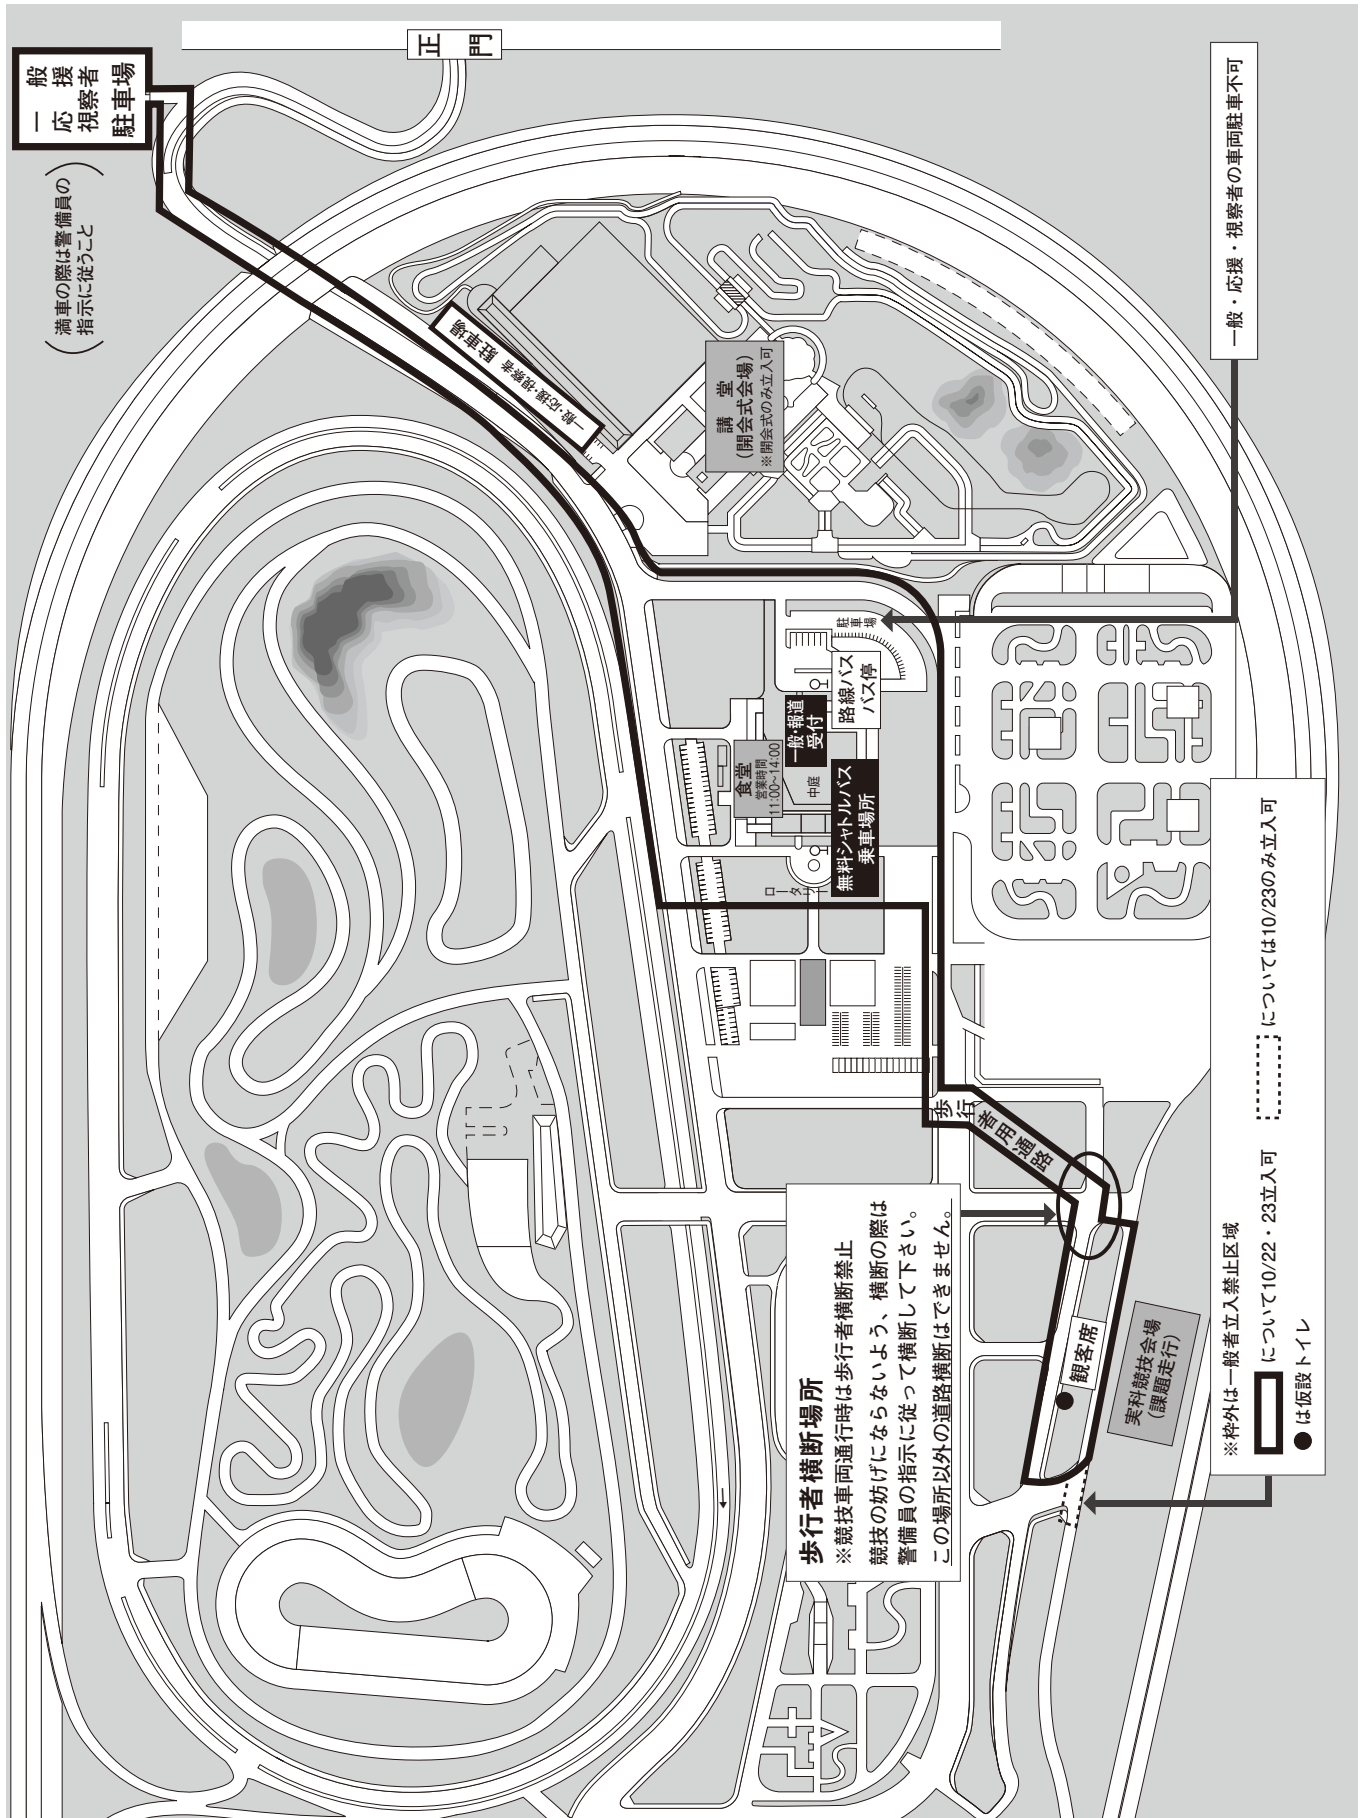 正門
一般
応援
視察者
駐車場
（満車の際は警備員の
指示に従うこと）
一般・応援・視察者 駐車場
講堂
（開会式会場）
※開会式のみ立入可
一般・応援・視察者の車両駐車不可
駐車場
路線バス
バス停
一般・報道
受付
食堂
営業時間
11:00~14:00
中庭
無料シャトルバス
乗車場所
ロータリー
歩行者用通路
歩行者横断場所
※競技車両通行時は歩行者横断禁止
競技の妨げにならないよう、横断の際は
警備員の指示に従って横断して下さい。
この場所以外の道路横断はできません。
観客席
実科競技会場
（課題走行）
※枠外は一般者立入禁止区域
について10/22・23立入可
については10/23のみ立入可
●は仮設トイレ